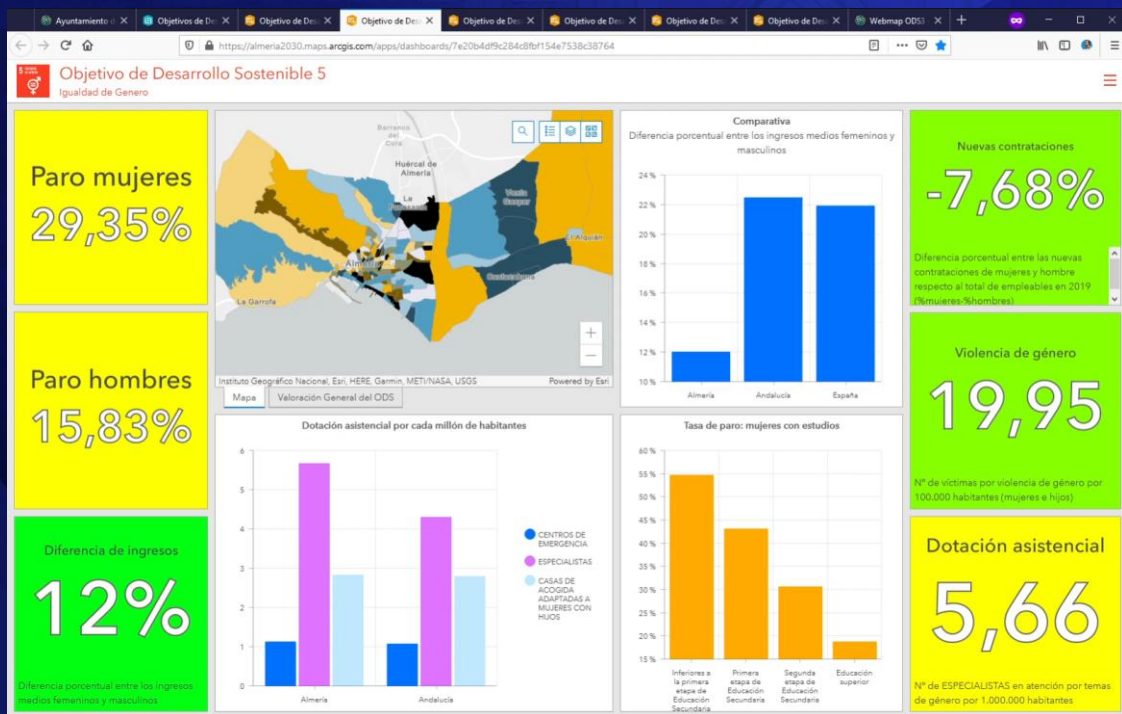 Ayuntamiento d
Objetivos de De
Objetivo de Des
Objetivo de Des
Objetivo de Des
Objetivo de Des
Objetivo de Des
Objetivo de Des
Webmap ODS3
https://almeria2030.maps.arcgis.com/apps/dashboards/7e20b4df9c284c8fbf154e7538c38764
Objetivo de Desarrollo Sostenible 5
Igualdad de Genero
Paro mujeres
29,35%
Paro hombres
15,83%
Diferencia de ingresos
12%
Diferencia porcentual entre los ingresos
medios femeninos y masculinos
Barranco
del
Cura
Huércal de
Almería
La
Almería
El Alquián
La Garrofa
Instituto Geográfico Nacional, Esri, HERE, Garmin, METI/NASA, USGS
Powered by Esri
Mapa
Valoración General del ODS
Dotación asistencial por cada millón de habitantes
6
5
4
3
2
1
0
Almería
Andalucía
CENTROS DE
EMERGENCIA
ESPECIALISTAS
CASAS DE
ACOGIDA
ADAPTADAS A
MUJERES CON
HIJOS
Comparativa
Diferencia porcentual entre los ingresos medios femeninos y
masculinos
24 %
22 %
20 %
18 %
16 %
14 %
12 %
10 %
Almería
Andalucía
España
Tasa de paro: mujeres con estudios
60 %
55 %
50 %
45 %
40 %
35 %
30 %
25 %
20 %
15 %
Inferiores a
la primera
etapa de
Educación
Secundaria
Primera
etapa de
Educación
Secundaria
Segunda
etapa de
Educación
Secundaria
Educación
superior
Nuevas contrataciones
-7,68%
Diferencia porcentual entre las nuevas
contrataciones de mujeres y hombre
respecto al total de empleables en 2019
(%mujeres-%hombres)
Violencia de género
19,95
Nº de víctimas por violencia de género por
100.000 habitantes (mujeres e hijos)
Dotación asistencial
5,66
Nº de ESPECIALISTAS en atención por temas
de género por 1.000.000 habitantes